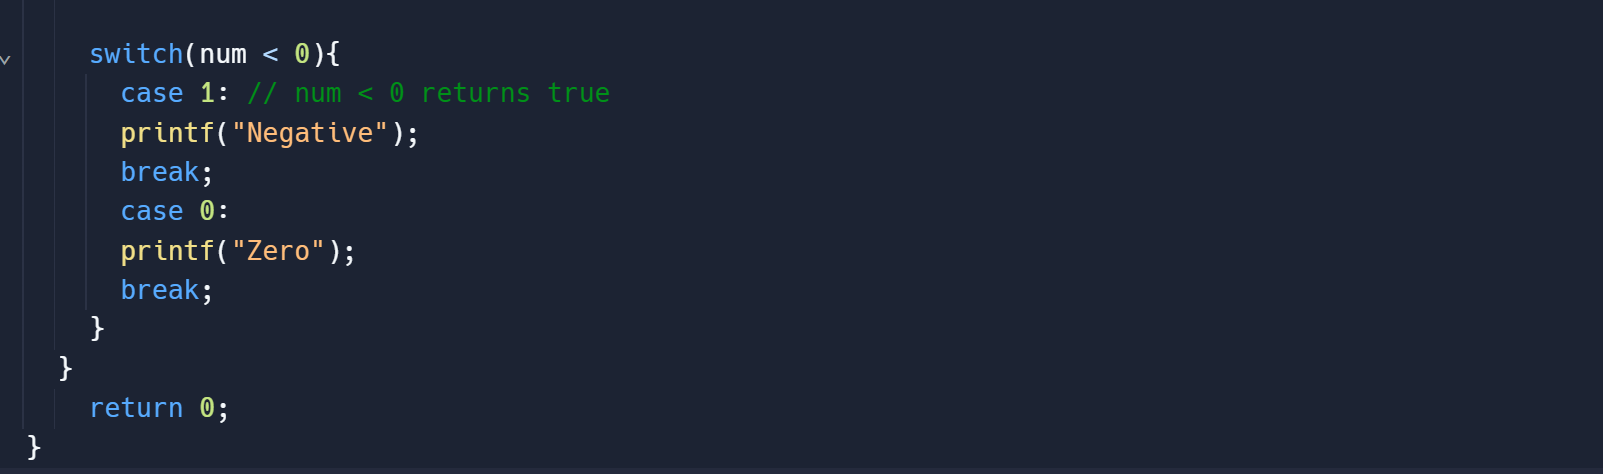 switch(num < 0){
case 1: // num < 0 returns true
printf("Negative");
break;
case 0:
printf("Zero");
break;
}
}
return 0;
}